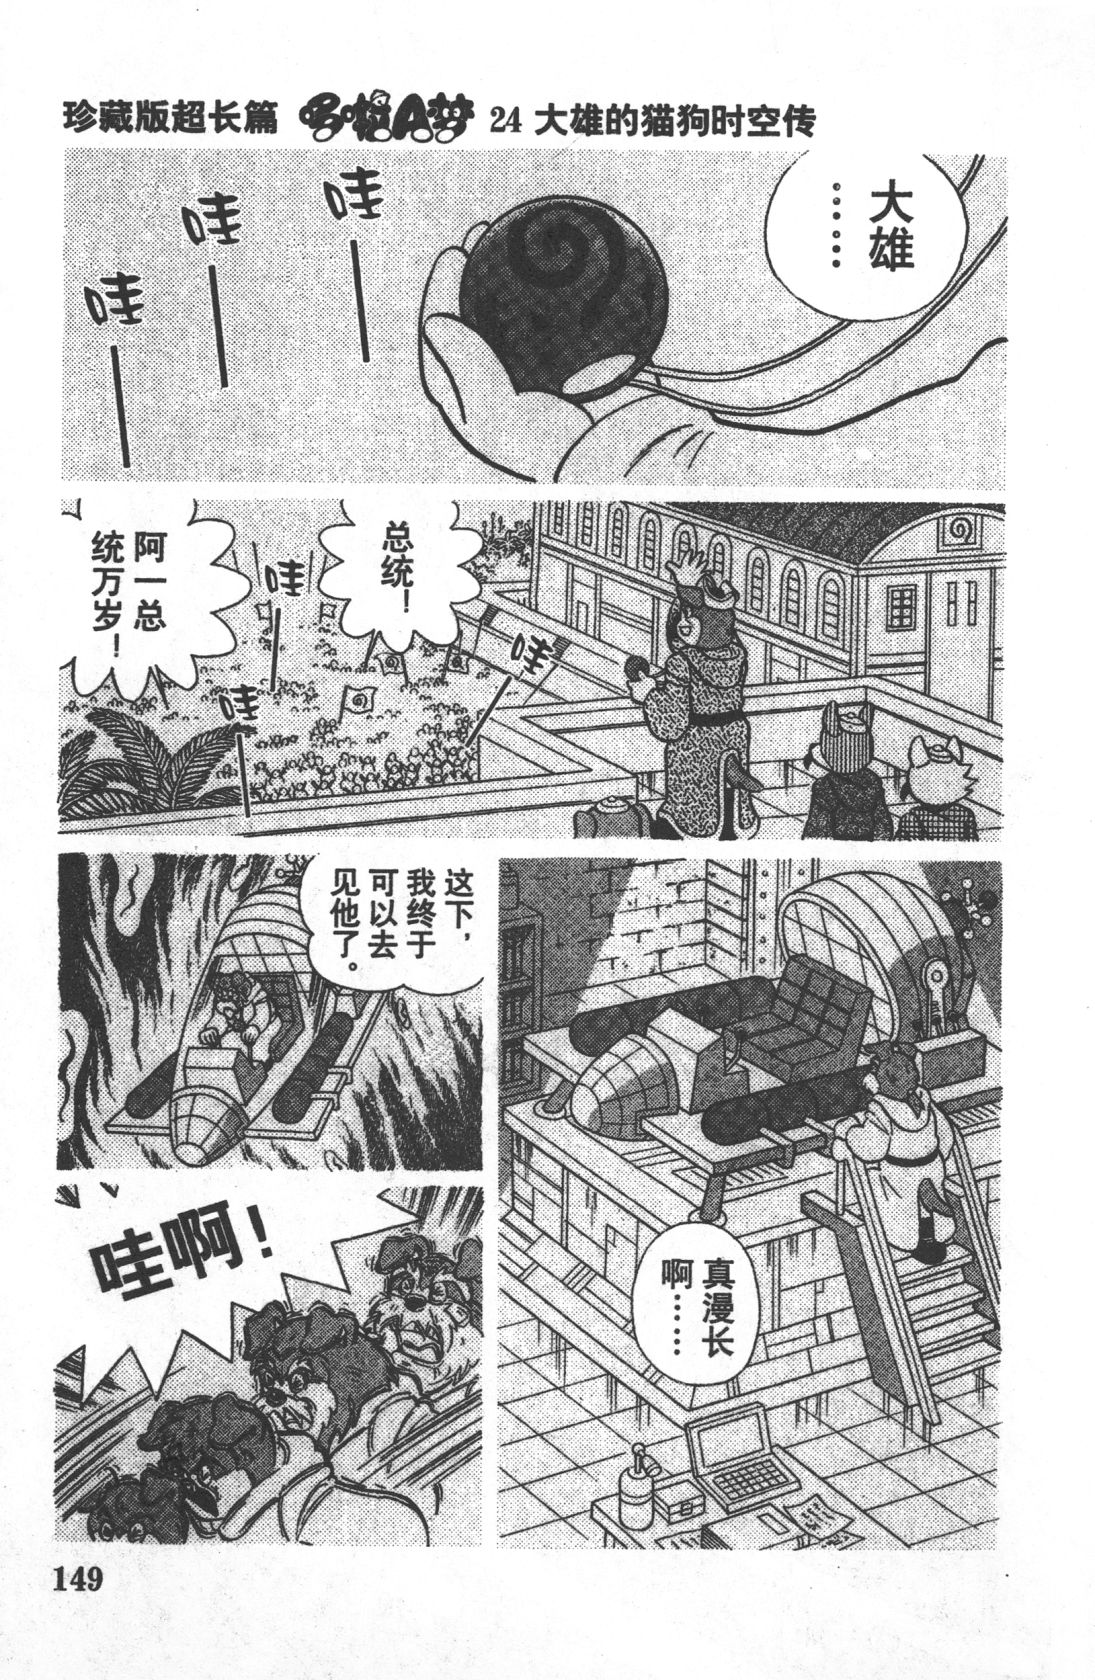 珍藏版超长篇 哆啦A梦 24 大雄的猫狗时空传
大雄
……
哇
哇
哇
总统！
阿一总
统万岁！
哇
哇
哇
真漫长
啊……
这下，
我终于
可以去
见他了。
哇啊！
149